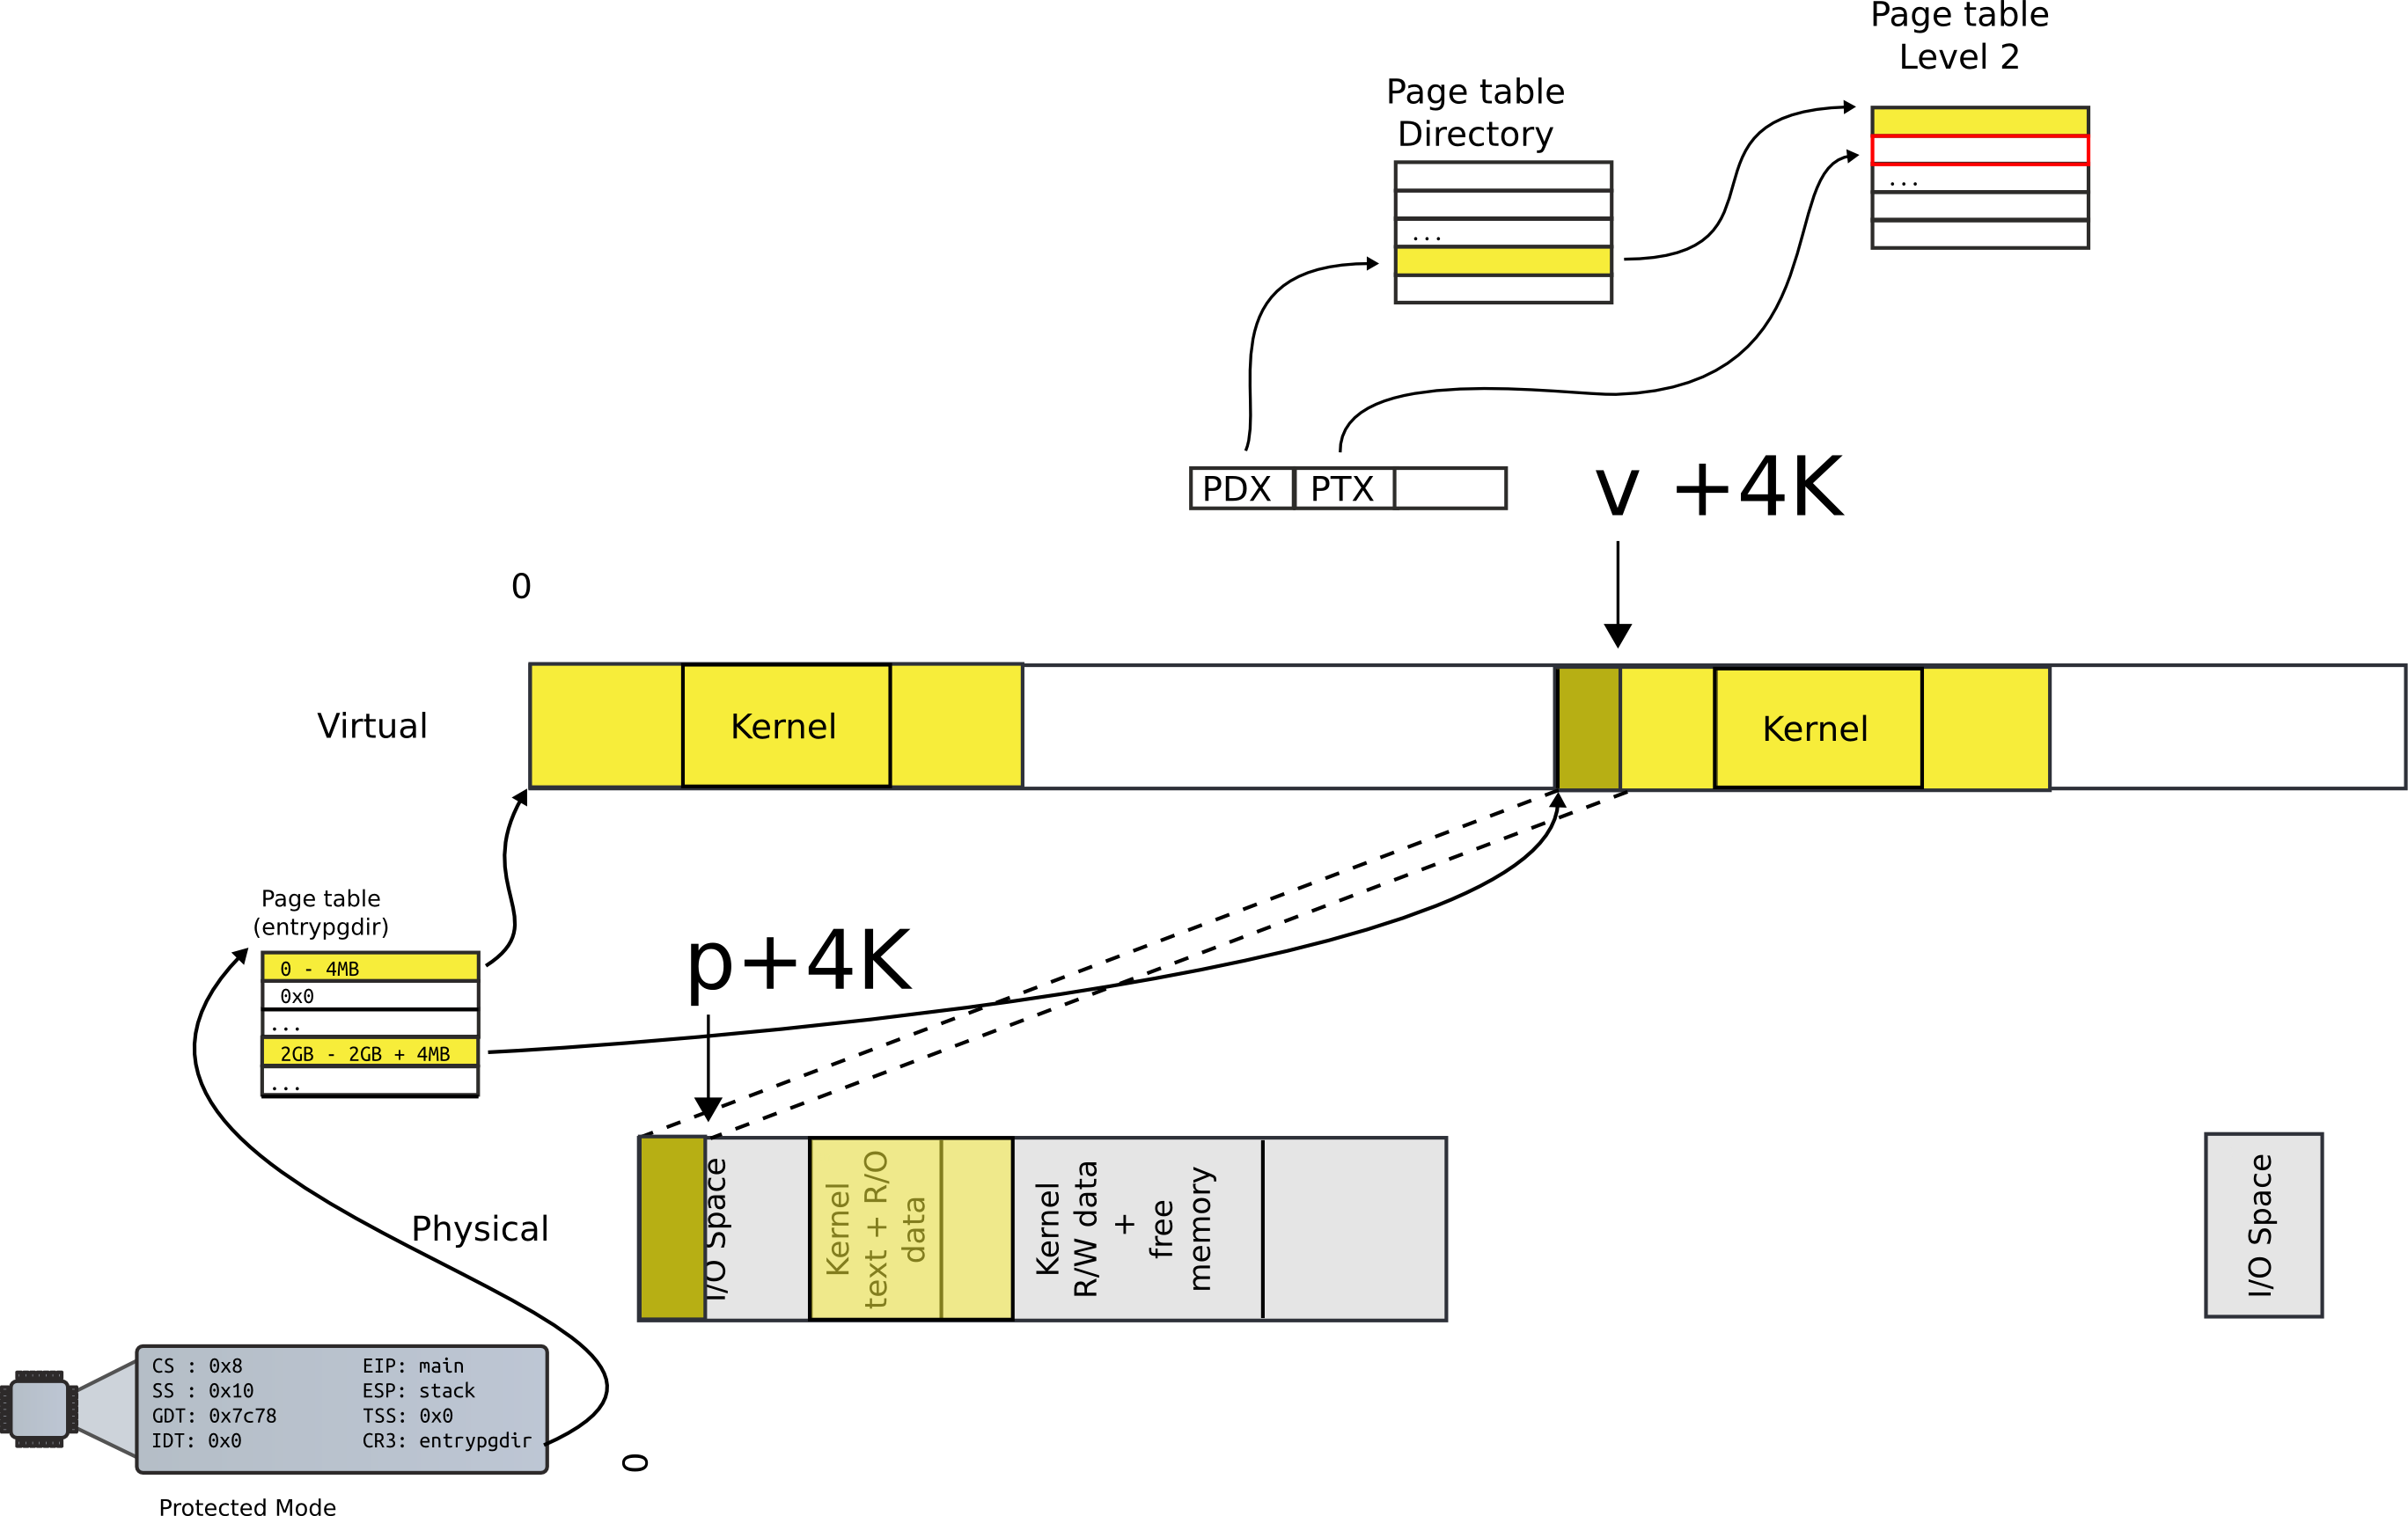 Page table
Level 2
...
Page table
Directory
...
PDX PTX
v +4K
0
Virtual
Kernel
Kernel
Page table
(entrypgdir)
0 - 4MB
0x0
...
2GB - 2GB + 4MB
...
p+4K
Physical
I/O Space
Kernel
text + R/O
data
Kernel
R/W data
+
free
memory
I/O Space
CS : 0x8 EIP: main
SS : 0x10 ESP: stack
GDT: 0x7c78 TSS: 0x0
IDT: 0x0 CR3: entrypgdir
0
Protected Mode